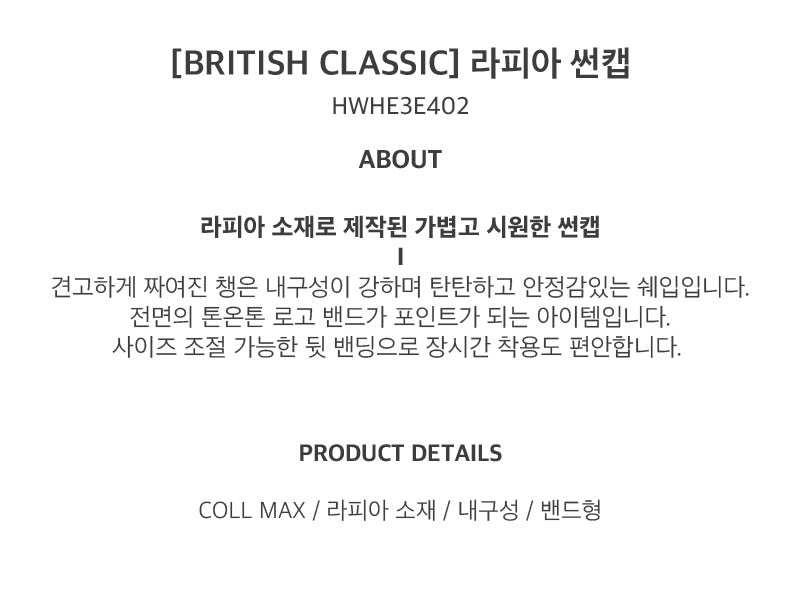 [BRITISH CLASSIC] 라피아 썬캡
HWHE3E402
ABOUT
라피아 소재로 제작된 가볍고 시원한 썬캡
I
견고하게 짜여진 챙은 내구성이 강하며 탄탄하고 안정감있는 쉐입입니다.
전면의 톤온톤 로고 밴드가 포인트가 되는 아이템입니다.
사이즈 조절 가능한 뒷 밴딩으로 장시간 착용도 편안합니다.
PRODUCT DETAILS
COLL MAX / 라피아 소재 / 내구성 / 밴드형